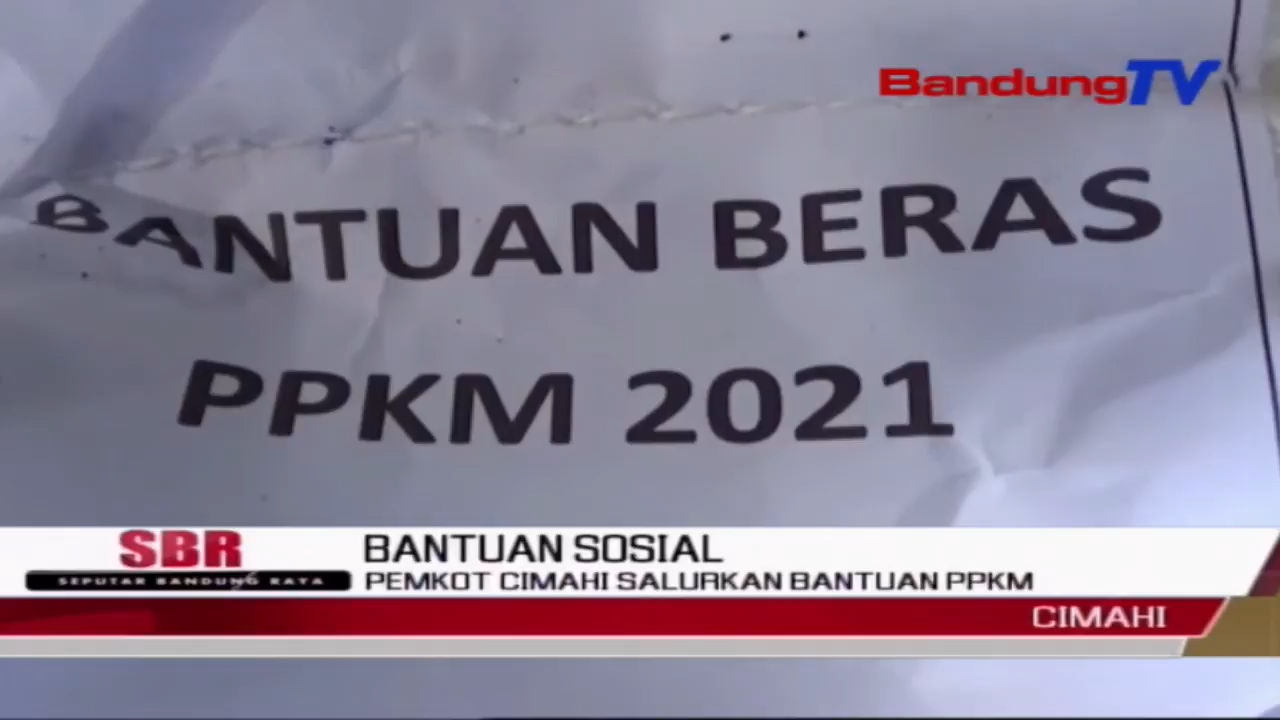 BandungTV
BANTUAN BERAS
PPKM 2021
SBR
SEPUTAR BANDUNG RAYA
BANTUAN SOSIAL
PEMKOT CIMAHI SALURKAN BANTUAN PPKM
CIMAHI